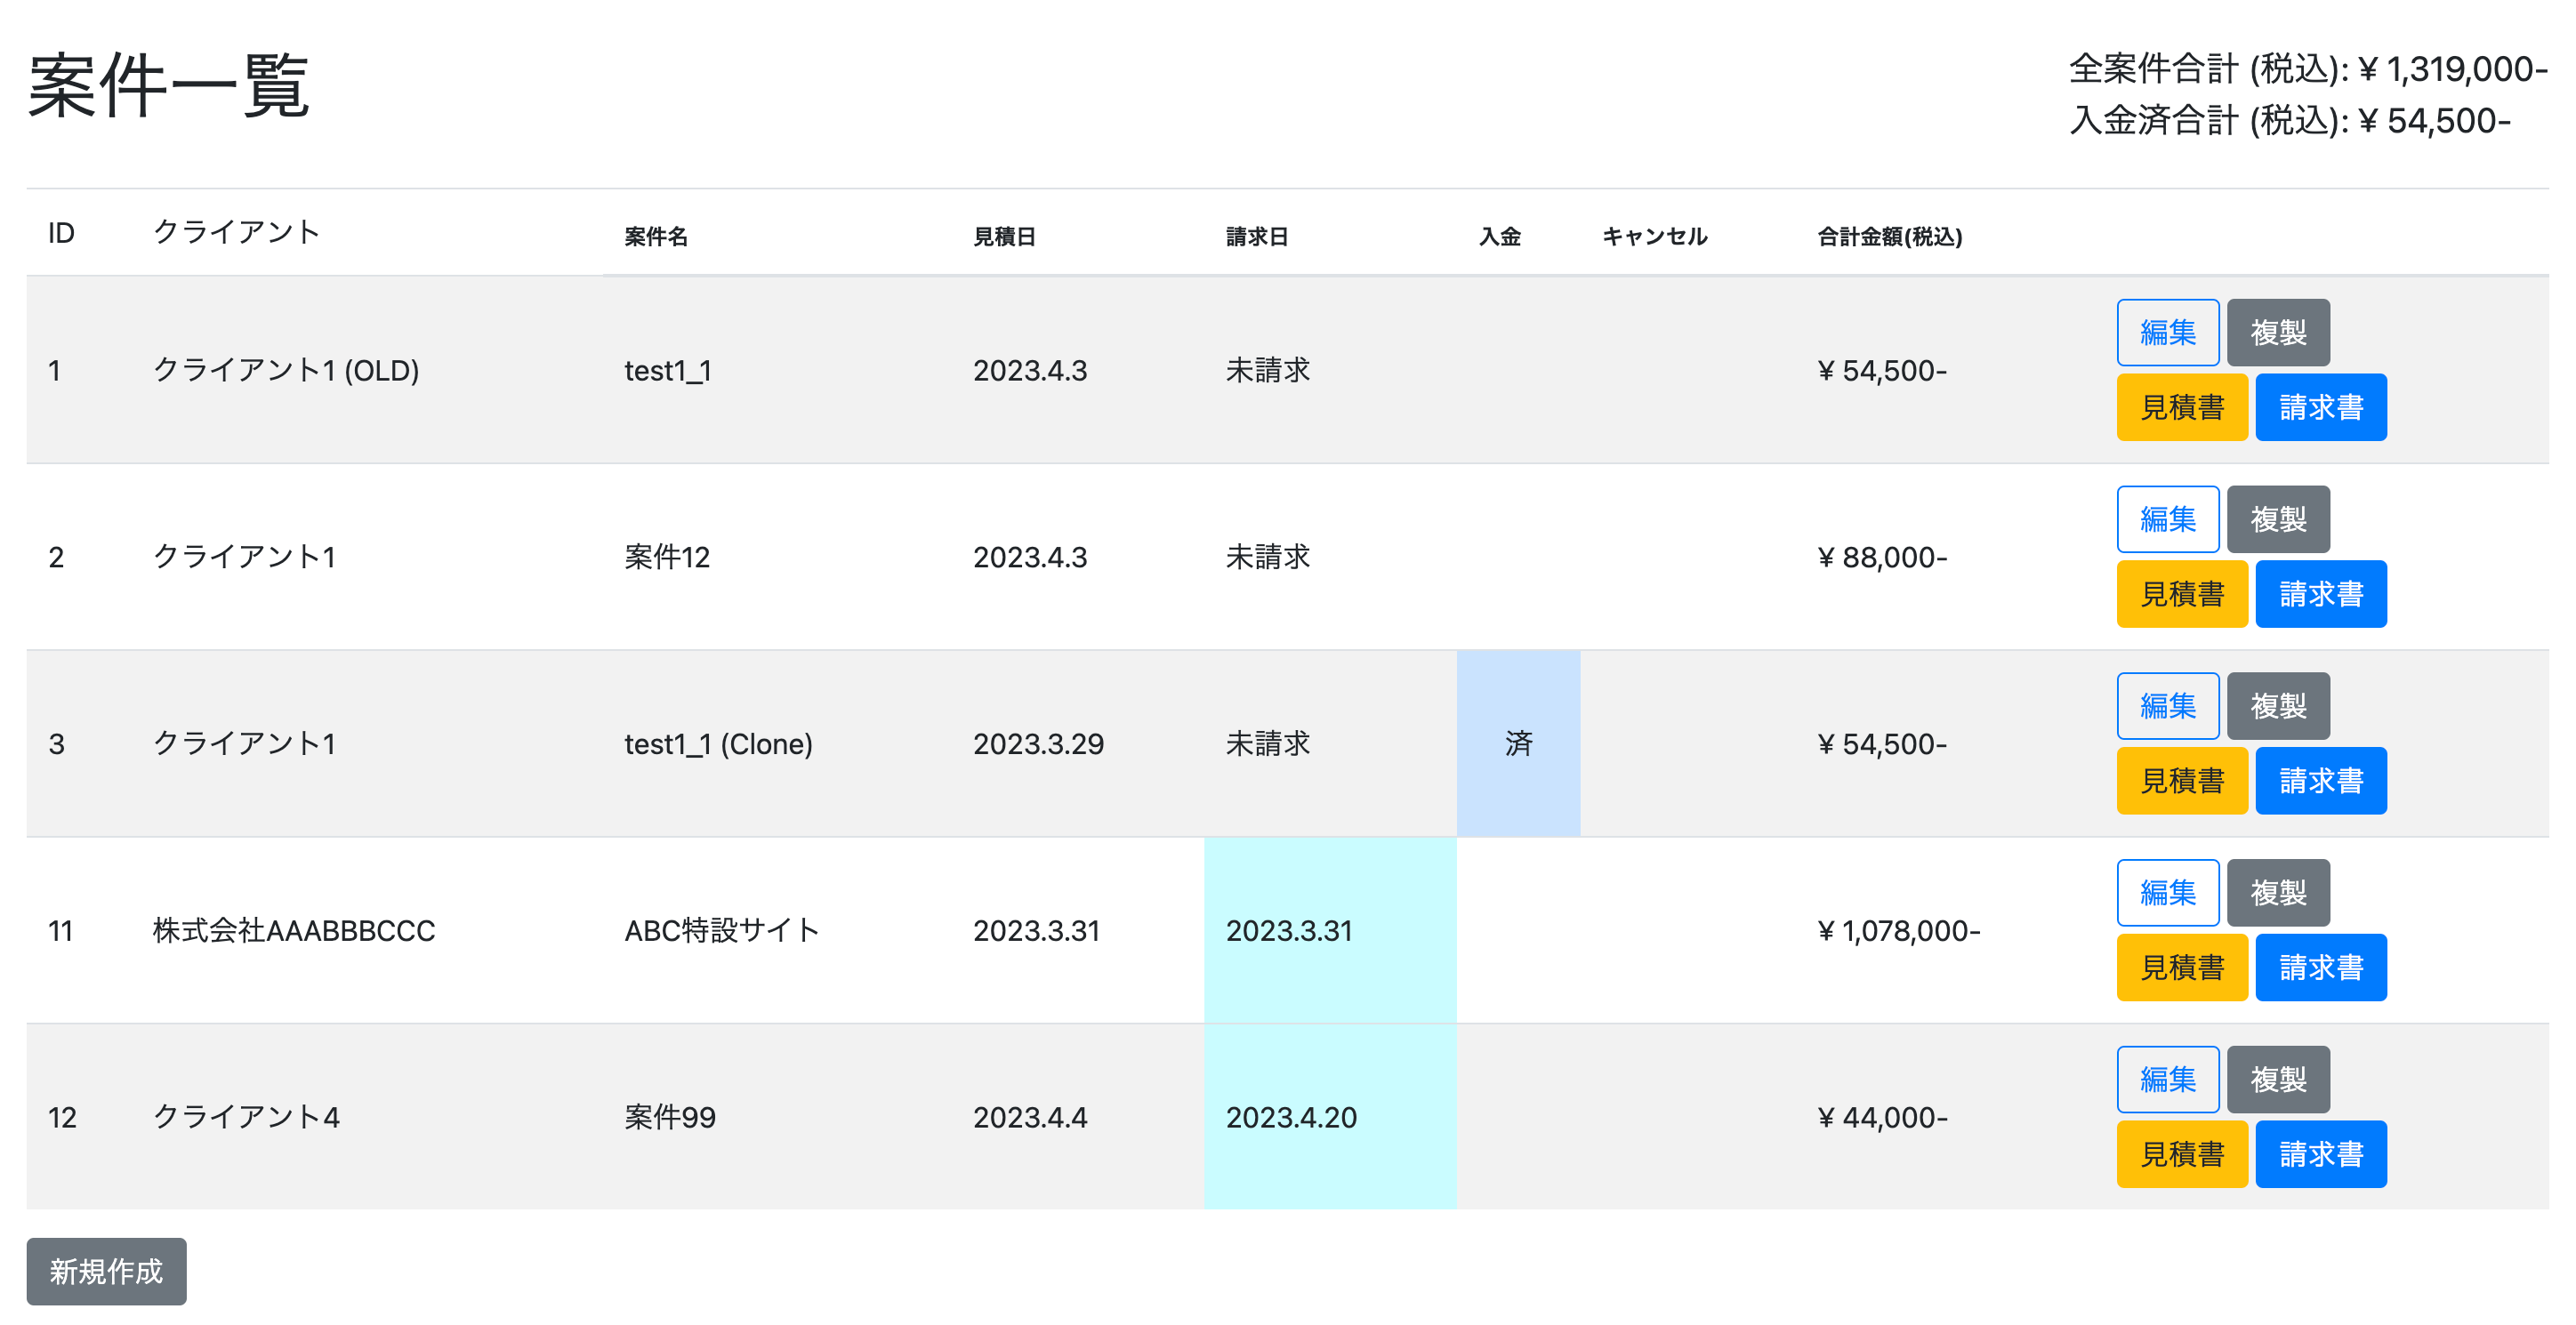 案件一覧
全案件合計 (税込): ¥ 1,319,000-
入金済合計 (税込): ¥ 54,500-
ID クライアント 案件名 見積日 請求日 入金 キャンセル 合計金額(税込)
1 クライアント1 (OLD) test1_1 2023.4.3 未請求 ¥ 54,500- 編集 複製
見積書 請求書
2 クライアント1 案件12 2023.4.3 未請求 ¥ 88,000- 編集 複製
見積書 請求書
3 クライアント1 test1_1 (Clone) 2023.3.29 未請求 済 ¥ 54,500- 編集 複製
見積書 請求書
11 株式会社AAABBBCCC ABC特設サイト 2023.3.31 2023.3.31 ¥ 1,078,000- 編集 複製
見積書 請求書
12 クライアント4 案件99 2023.4.4 2023.4.20 ¥ 44,000- 編集 複製
見積書 請求書
新規作成